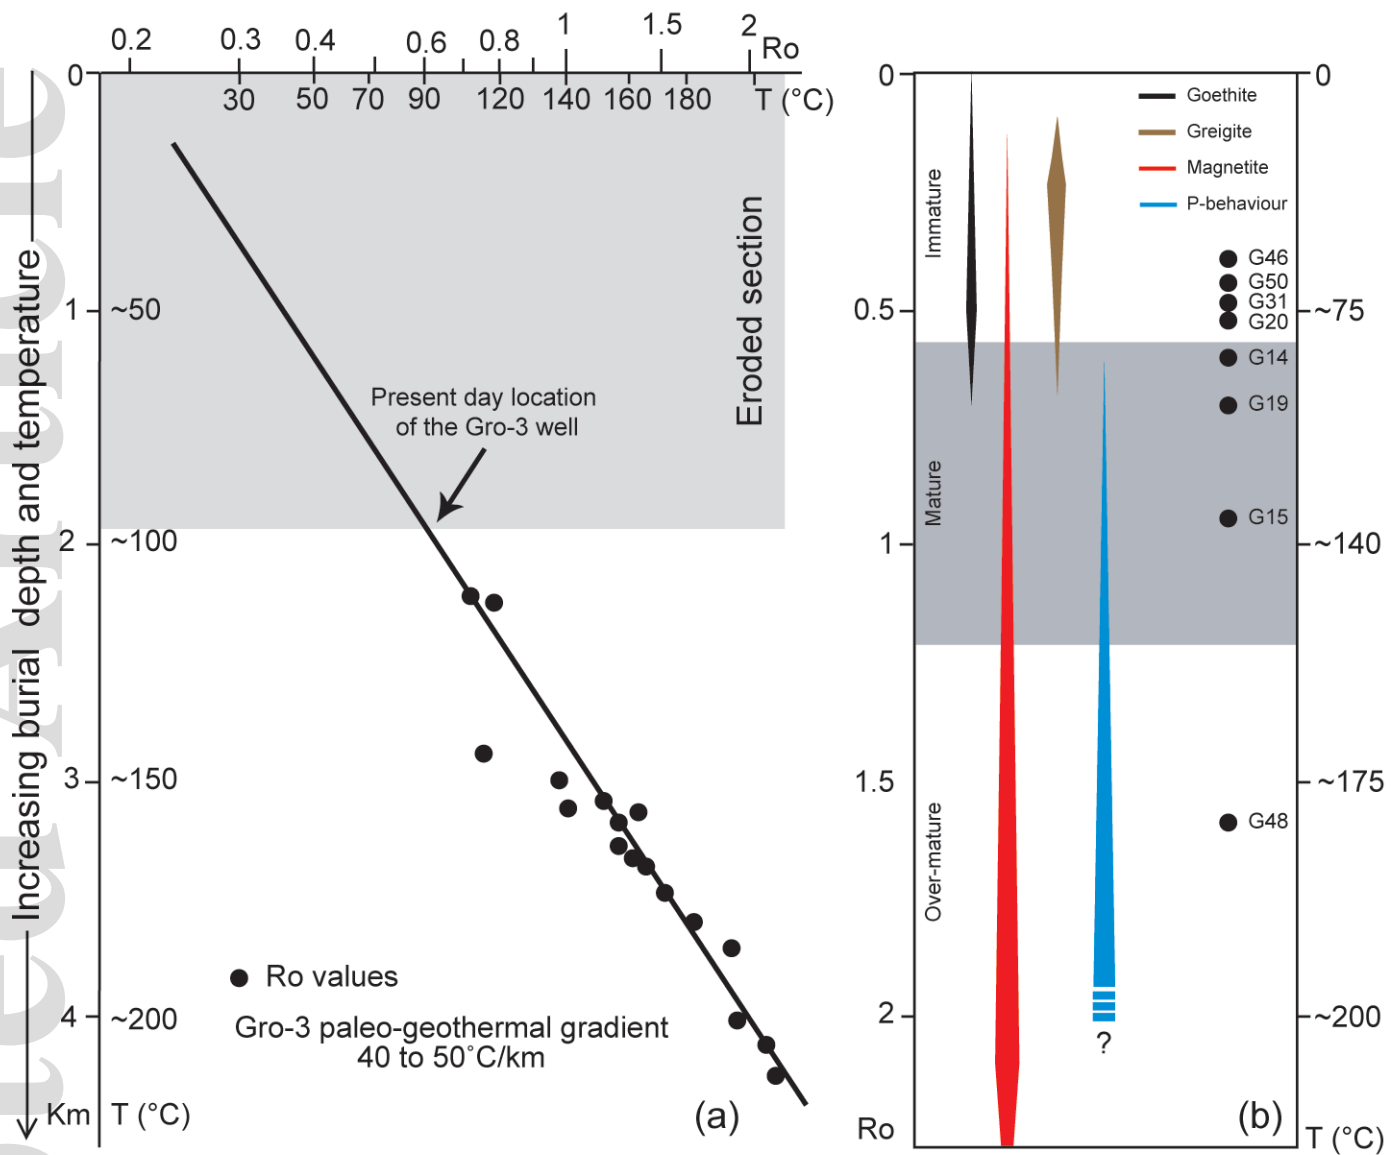 0.2 0.3 0.4 0.6 0.8 1 1.5 2 Ro
0 30 50 70 90 120 140 160 180 T (°C)
1 ~50
2 ~100
3 ~150
4 ~200
Km T (°C)
Increasing burial depth and temperature
Eroded section
Present day location
of the Gro-3 well
Ro values
Gro-3 paleo-geothermal gradient
40 to 50°C/km
(a)
0 0
Goethite
Greigite
Magnetite
P-behaviour
Immature
G46
G50
G31
G20
0.5 ~75
G14
G19
Mature
G15
1 ~140
1.5 ~175
G48
Over-mature
2 ~200
?
(b)
Ro T (°C)
ted Article